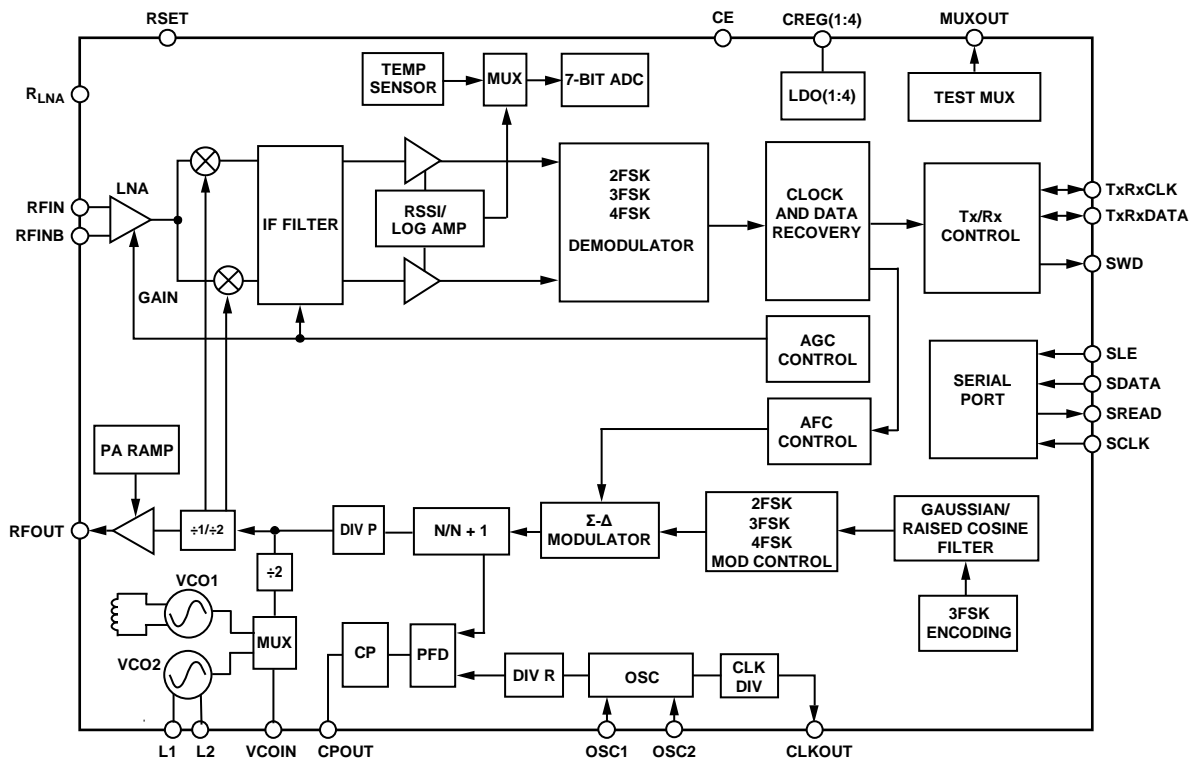 RSET
CE
CREG(1:4)
MUXOUT
RLNA
TEMP
SENSOR
MUX
7-BIT ADC
LDO(1:4)
TEST MUX
LNA
RFIN
RFINB
GAIN
IF FILTER
RSSI/
LOG AMP
2FSK
3FSK
4FSK
DEMODULATOR
CLOCK
AND DATA
RECOVERY
Tx/Rx
CONTROL
TxRxCLK
TxRxDATA
SWD
AGC
CONTROL
SERIAL
PORT
SLE
SDATA
SREAD
SCLK
AFC
CONTROL
PA RAMP
RFOUT
÷1/÷2
DIV P
N/N + 1
Σ-Δ
MODULATOR
2FSK
3FSK
4FSK
MOD CONTROL
GAUSSIAN/
RAISED COSINE
FILTER
3FSK
ENCODING
÷2
VCO1
VCO2
MUX
CP
PFD
DIV R
OSC
CLK
DIV
L1
L2
VCOIN
CPOUT
OSC1
OSC2
CLKOUT